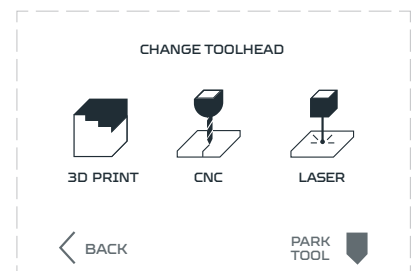 CHANGE TOOLHEAD
3D PRINT
CNC
LASER
BACK
PARK
TOOL